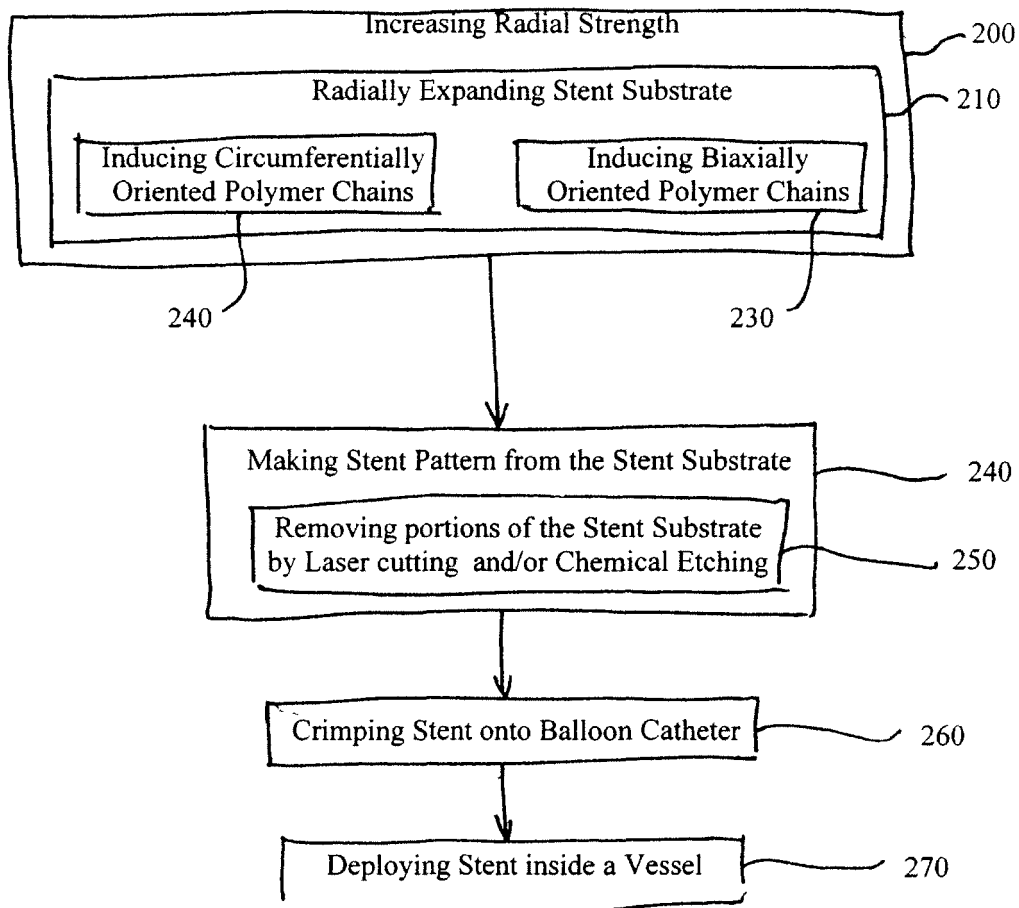 Increasing Radial Strength
200
Radially Expanding Stent Substrate
210
Inducing Circumferentially
Oriented Polymer Chains
Inducing Biaxially
Oriented Polymer Chains
240
230
Making Stent Pattern from the Stent Substrate
240
Removing portions of the Stent Substrate
by Laser cutting and/or Chemical Etching
250
Crimping Stent onto Balloon Catheter
260
Deploying Stent inside a Vessel
270